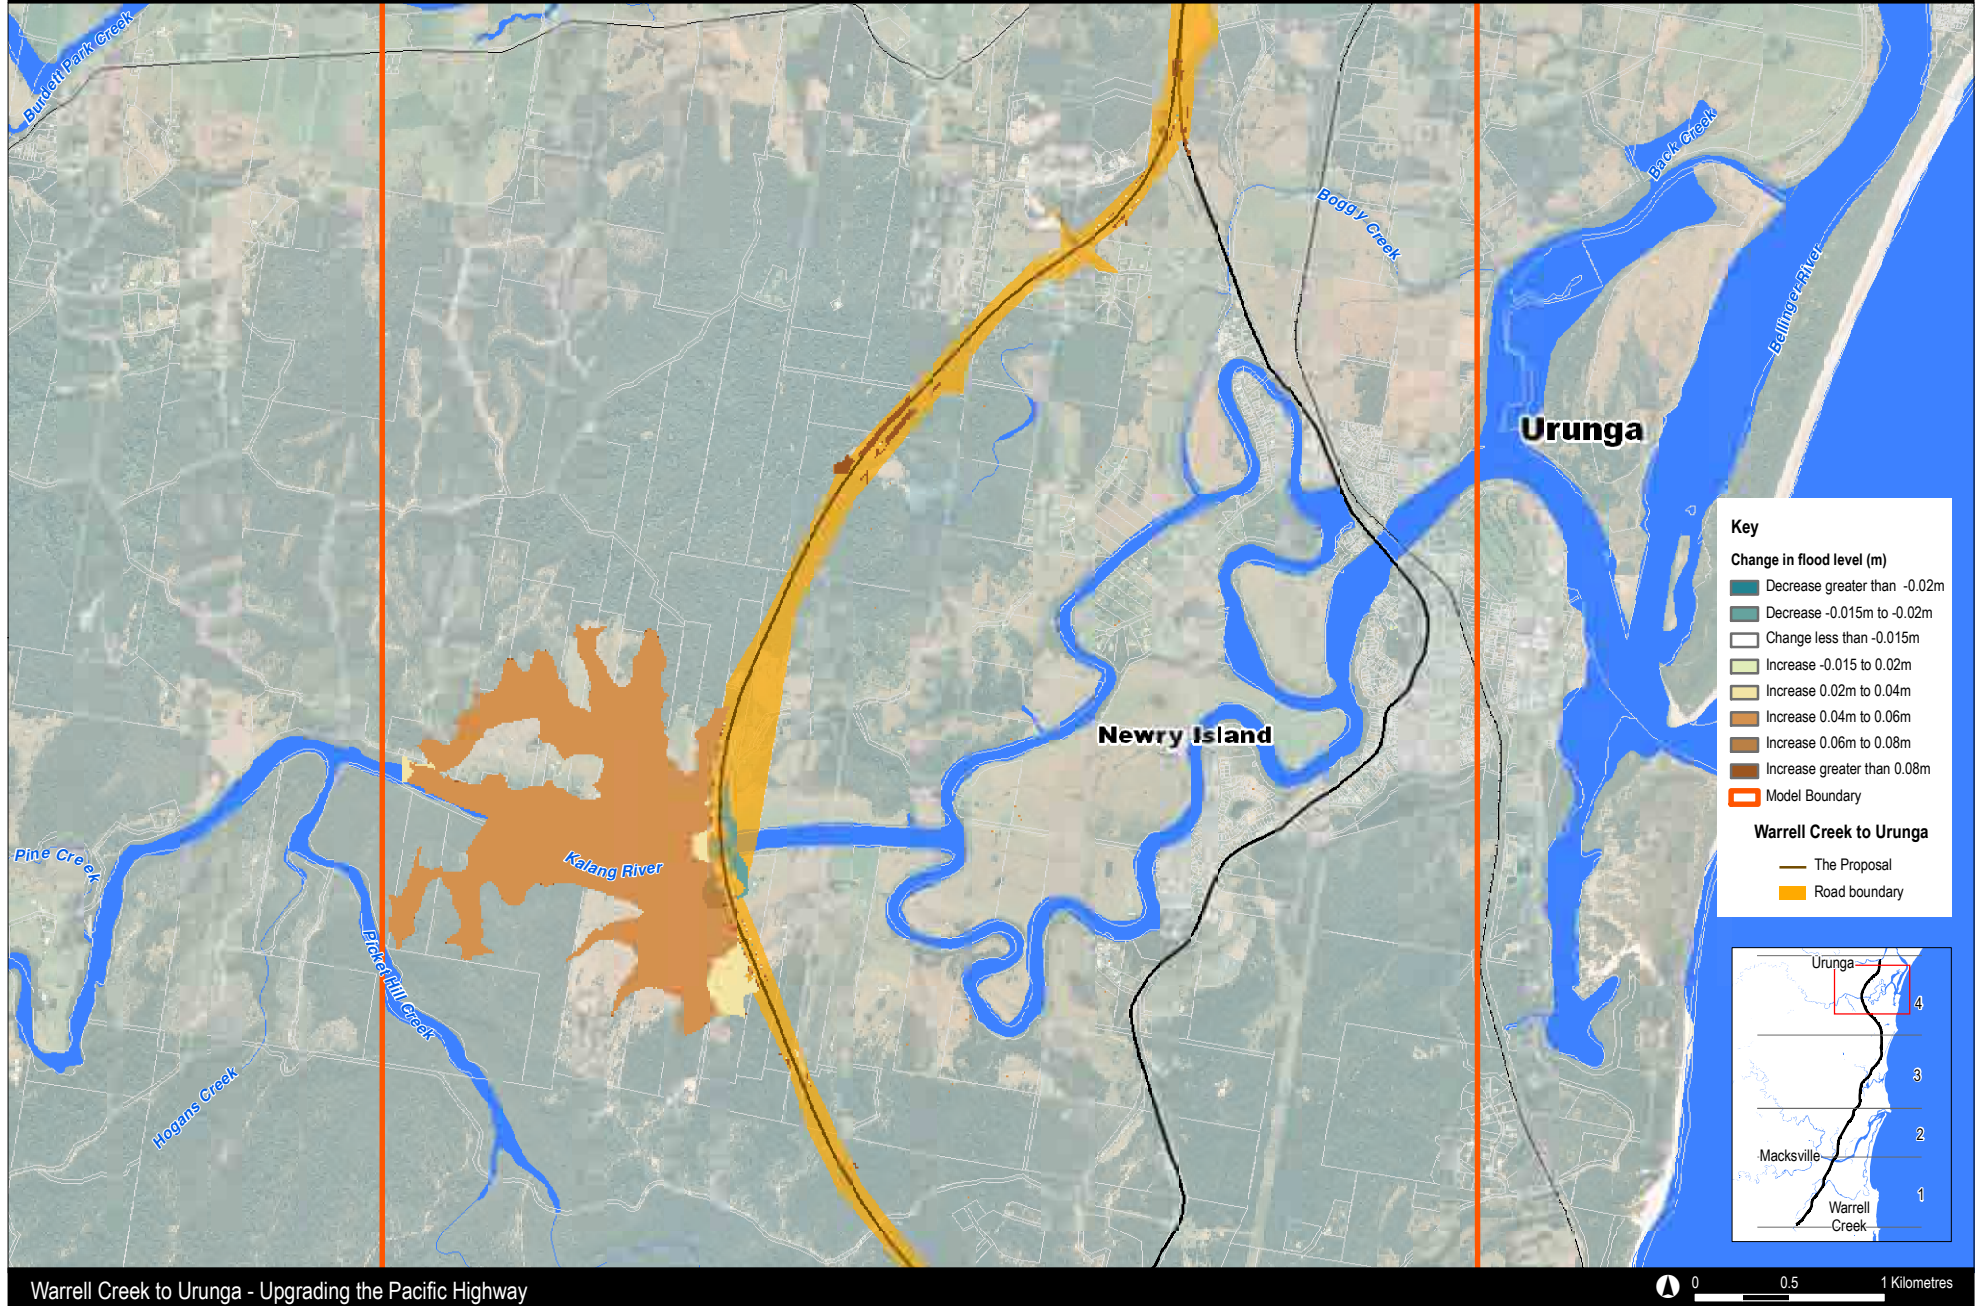 Burdett Park Creek
Back Creek
Boggy Creek
Bellinger River
Urunga
Newry Island
Kalang River
Pine Creek
Picket Hill Creek
Hogans Creek
Key
Change in flood level (m)
Decrease greater than -0.02m
Decrease -0.015m to -0.02m
Change less than -0.015m
Increase -0.015 to 0.02m
Increase 0.02m to 0.04m
Increase 0.04m to 0.06m
Increase 0.06m to 0.08m
Increase greater than 0.08m
Model Boundary
Warrell Creek to Urunga
The Proposal
Road boundary
Urunga
4
3
2
Macksville
1
Warrell
Creek
Warrell Creek to Urunga - Upgrading the Pacific Highway
0 0.5 1 Kilometres